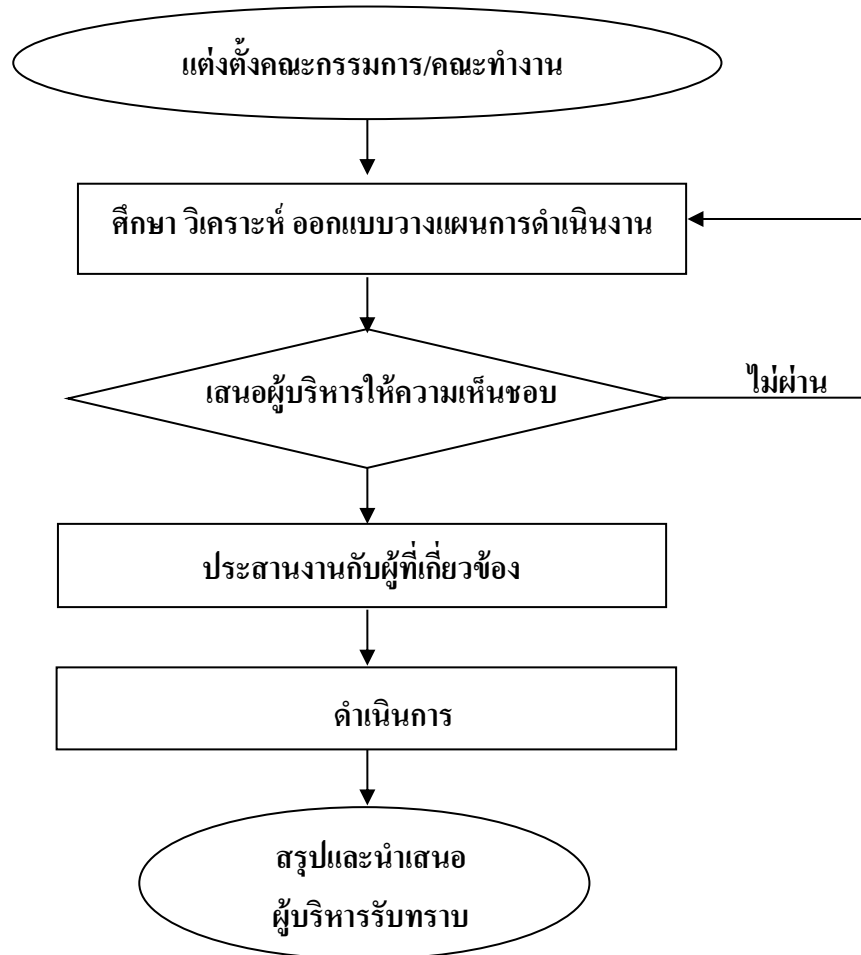 แต่งตั้งคณะกรรมการ/คณะทำงาน
ศึกษา วิเคราะห์ ออกแบบวางแผนการดำเนินงาน
เสนอผู้บริหารให้ความเห็นชอบ
ไม่ผ่าน
ประสานงานกับผู้ที่เกี่ยวข้อง
ดำเนินการ
สรุปและนำเสนอ
ผู้บริหารรับทราบ